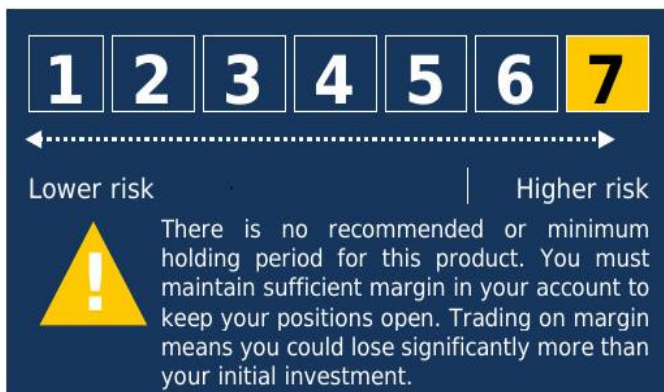 1 2 3 4 5 6 7
Lower risk Higher risk
!
There is no recommended or minimum
holding period for this product. You must
maintain sufficient margin in your account to
keep your positions open. Trading on margin
means you could lose significantly more than
your initial investment.